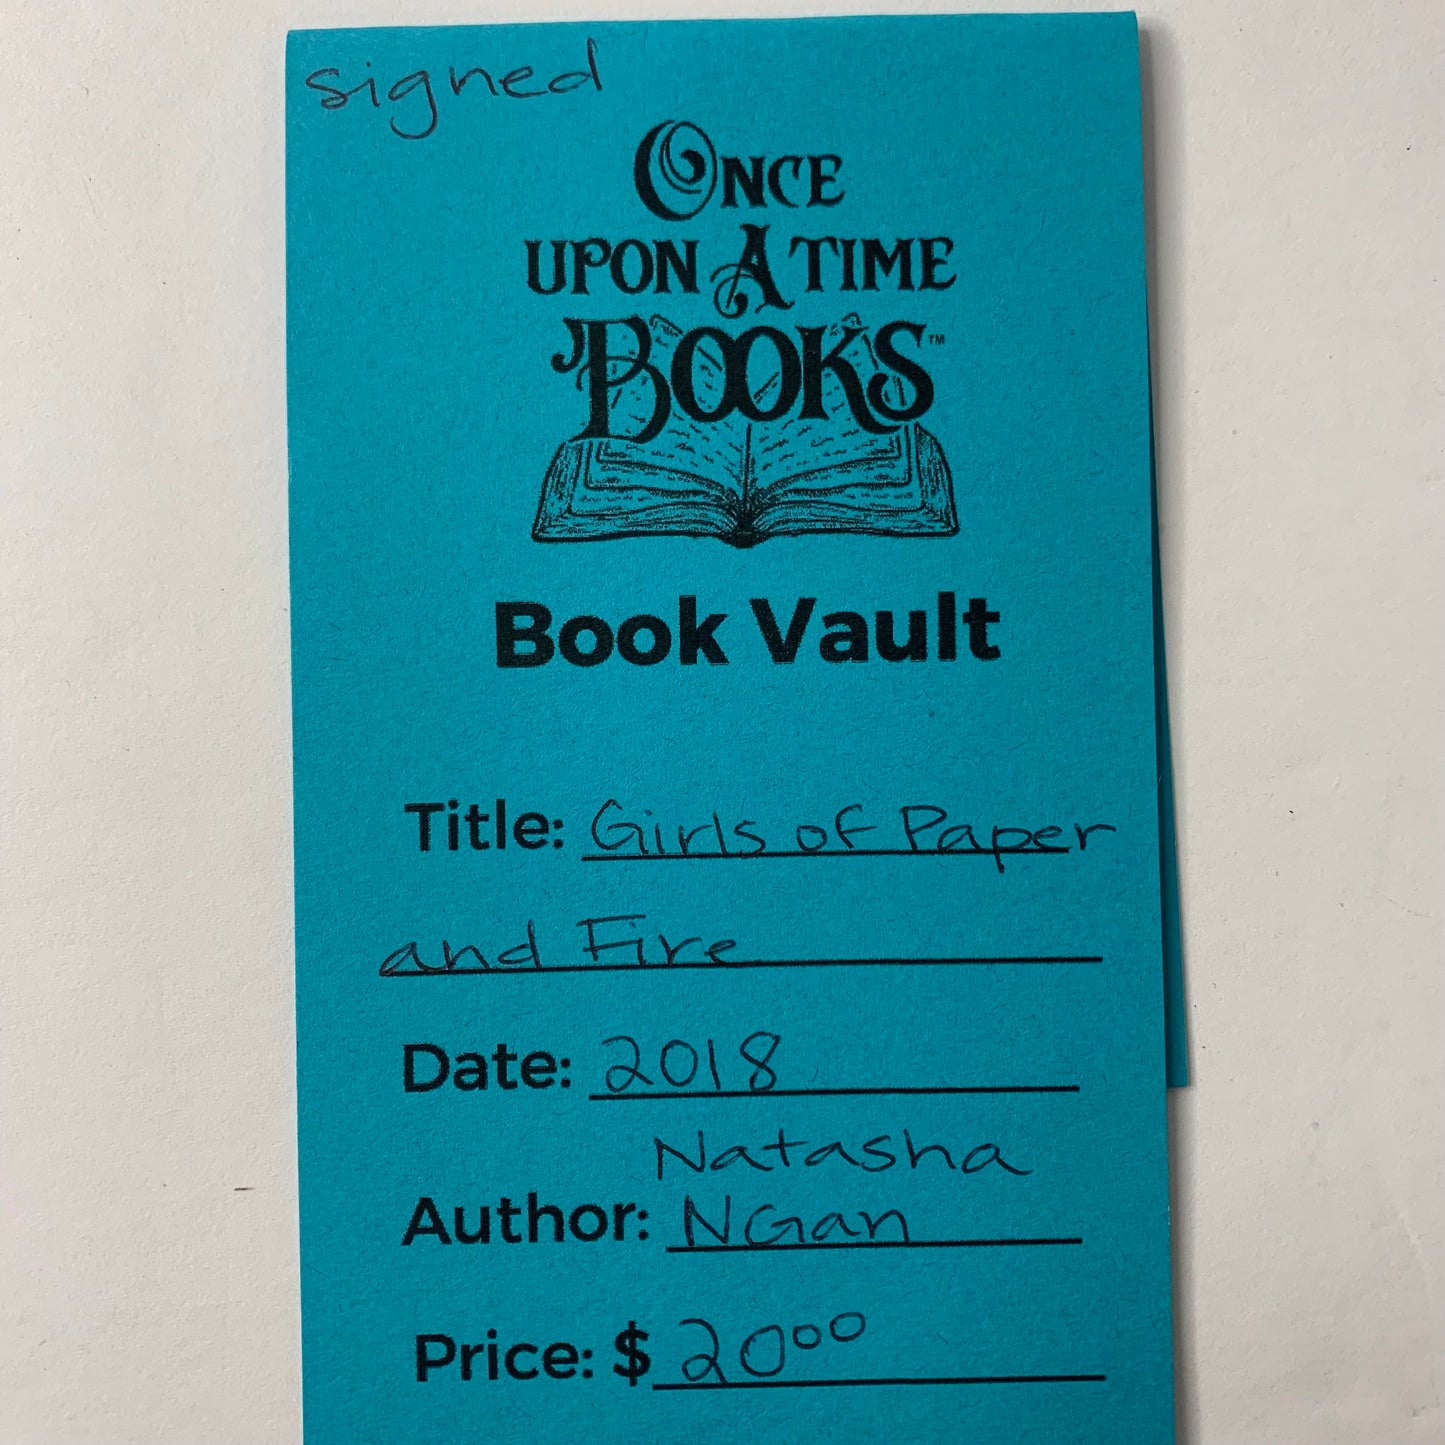 signed
ONCE
UPON A TIME
BOOKS™
Book Vault
Title: Girls of Paper
and Fire
Date: 2018
Natasha
Author: NGan
Price: $ 20⁰⁰